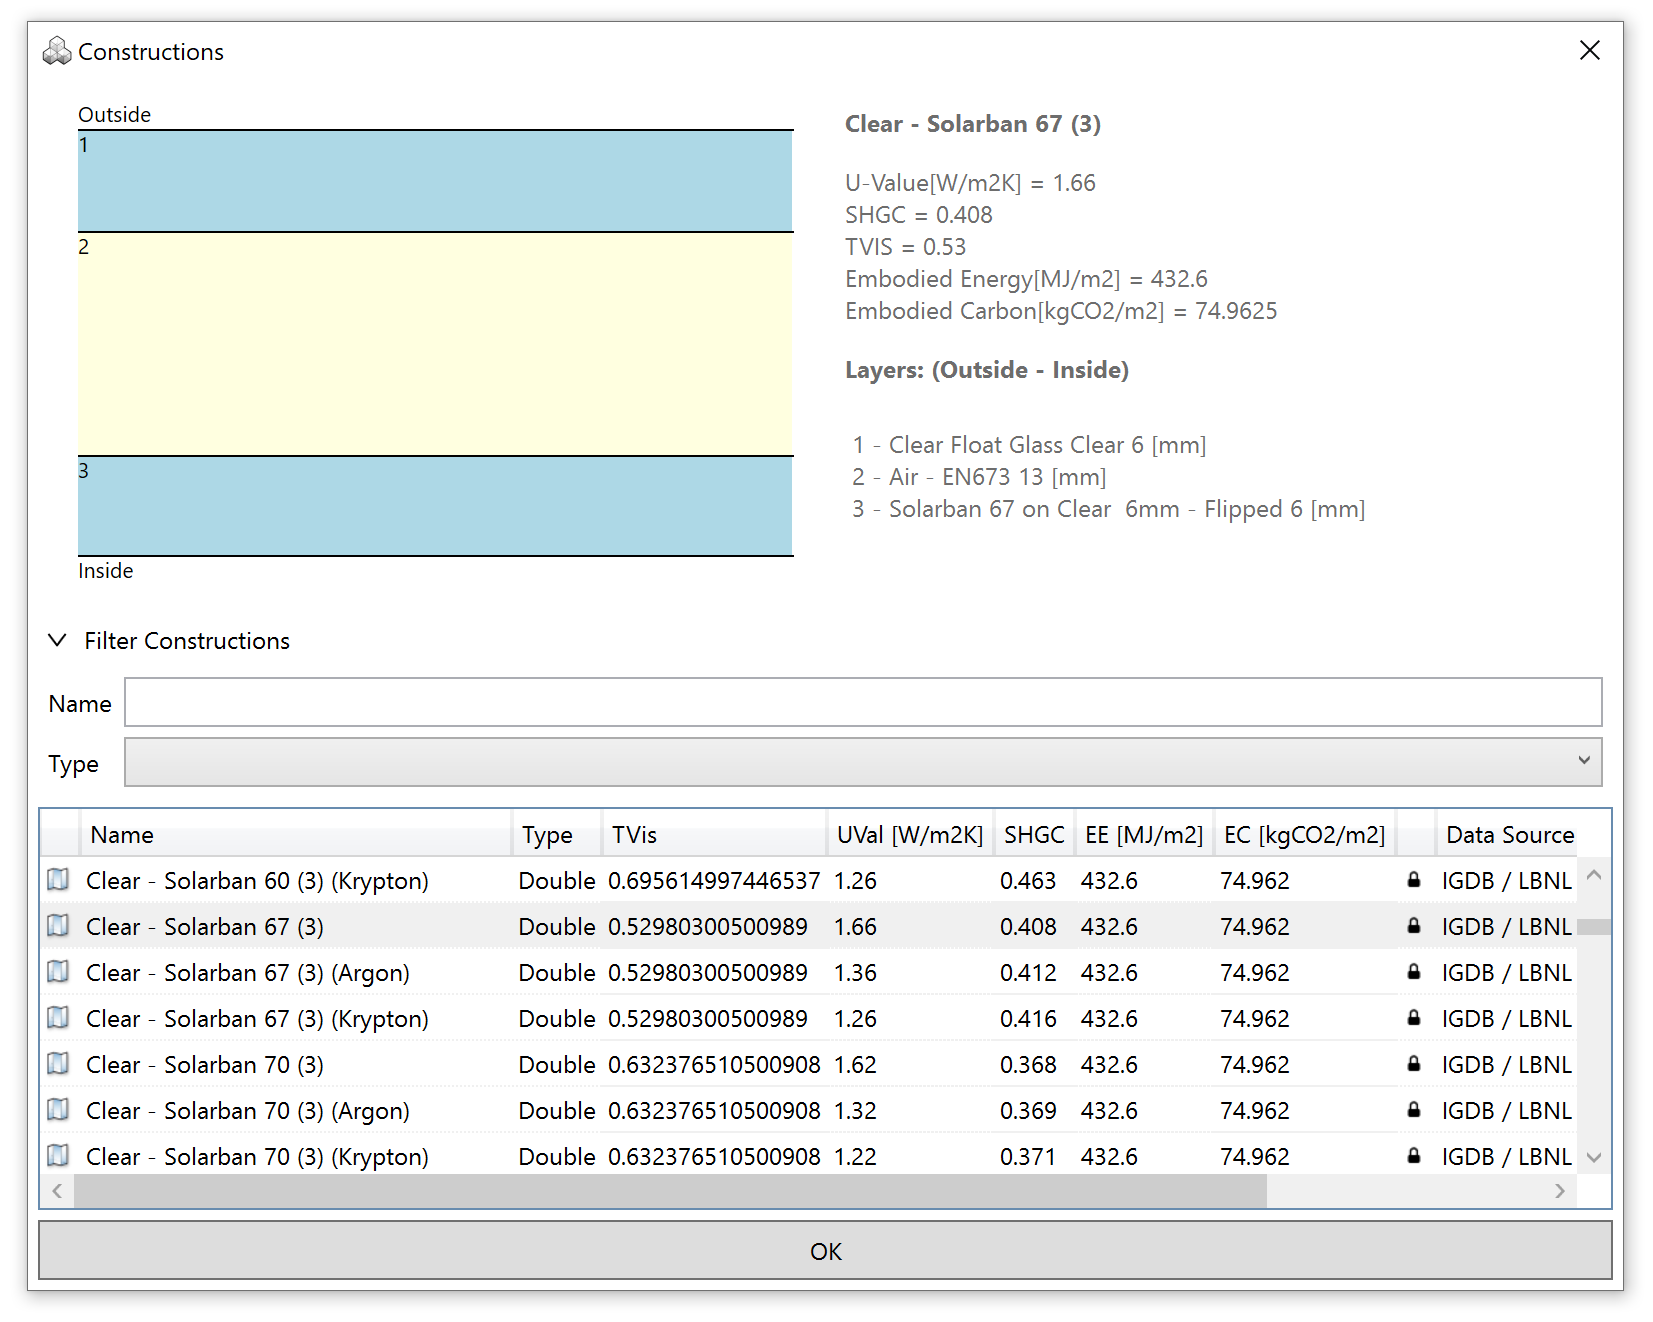 Constructions
Outside
1
2
3
Inside
Clear - Solarban 67 (3)
U-Value[W/m2K] = 1.66
SHGC = 0.408
TVIS = 0.53
Embodied Energy[MJ/m2] = 432.6
Embodied Carbon[kgCO2/m2] = 74.9625
Layers: (Outside - Inside)
1 - Clear Float Glass Clear 6 [mm]
2 - Air - EN673 13 [mm]
3 - Solarban 67 on Clear  6mm - Flipped 6 [mm]
Filter Constructions
Name
Type
Name Type TVis UVal [W/m2K] SHGC EE [MJ/m2] EC [kgCO2/m2] Data Source
Clear - Solarban 60 (3) (Krypton) Double 0.695614997446537 1.26 0.463 432.6 74.962 IGDB / LBNL
Clear - Solarban 67 (3) Double 0.52980300500989 1.66 0.408 432.6 74.962 IGDB / LBNL
Clear - Solarban 67 (3) (Argon) Double 0.52980300500989 1.36 0.412 432.6 74.962 IGDB / LBNL
Clear - Solarban 67 (3) (Krypton) Double 0.52980300500989 1.26 0.416 432.6 74.962 IGDB / LBNL
Clear - Solarban 70 (3) Double 0.632376510500908 1.62 0.368 432.6 74.962 IGDB / LBNL
Clear - Solarban 70 (3) (Argon) Double 0.632376510500908 1.32 0.369 432.6 74.962 IGDB / LBNL
Clear - Solarban 70 (3) (Krypton) Double 0.632376510500908 1.22 0.371 432.6 74.962 IGDB / LBNL
OK